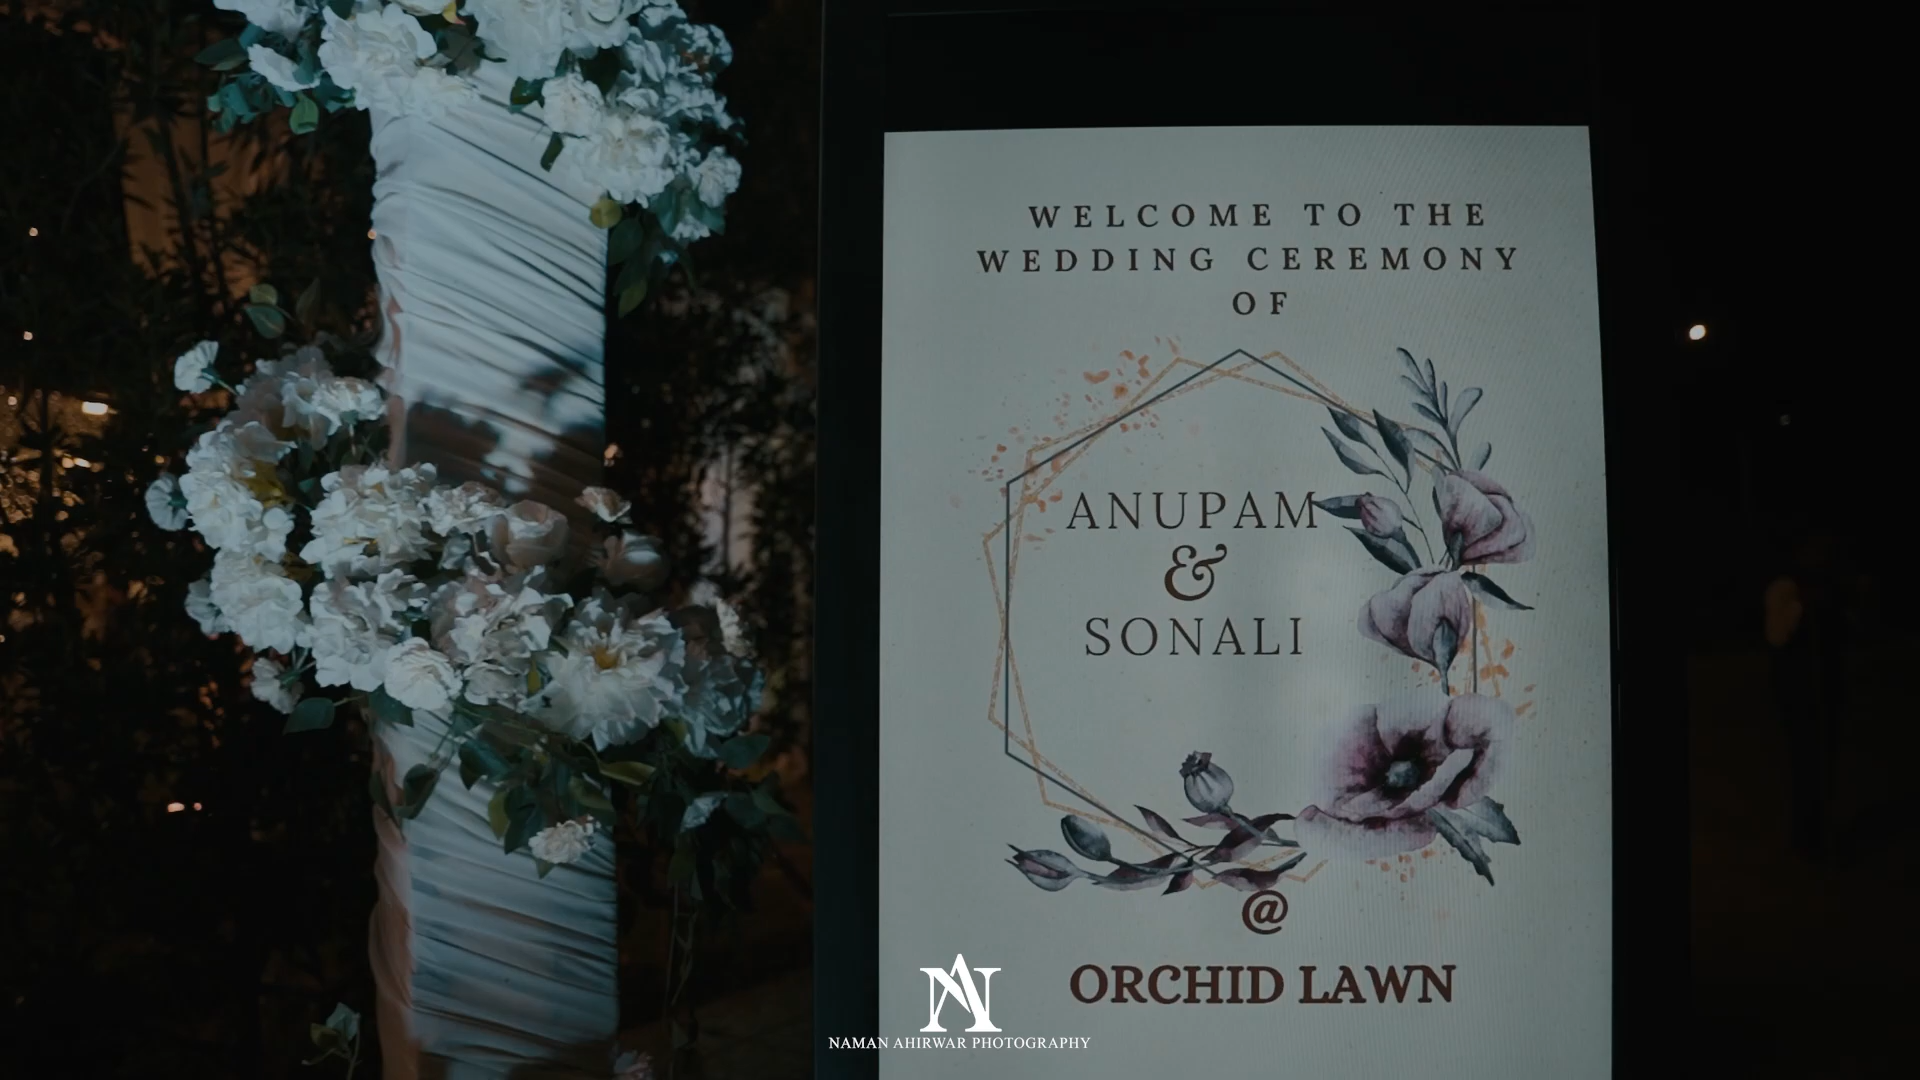 WELCOME TO THE
WEDDING CEREMONY
OF
ANUPAM
&
SONALI
@
ORCHID LAWN
NA
NAMAN AHIRWAR PHOTOGRAPHY